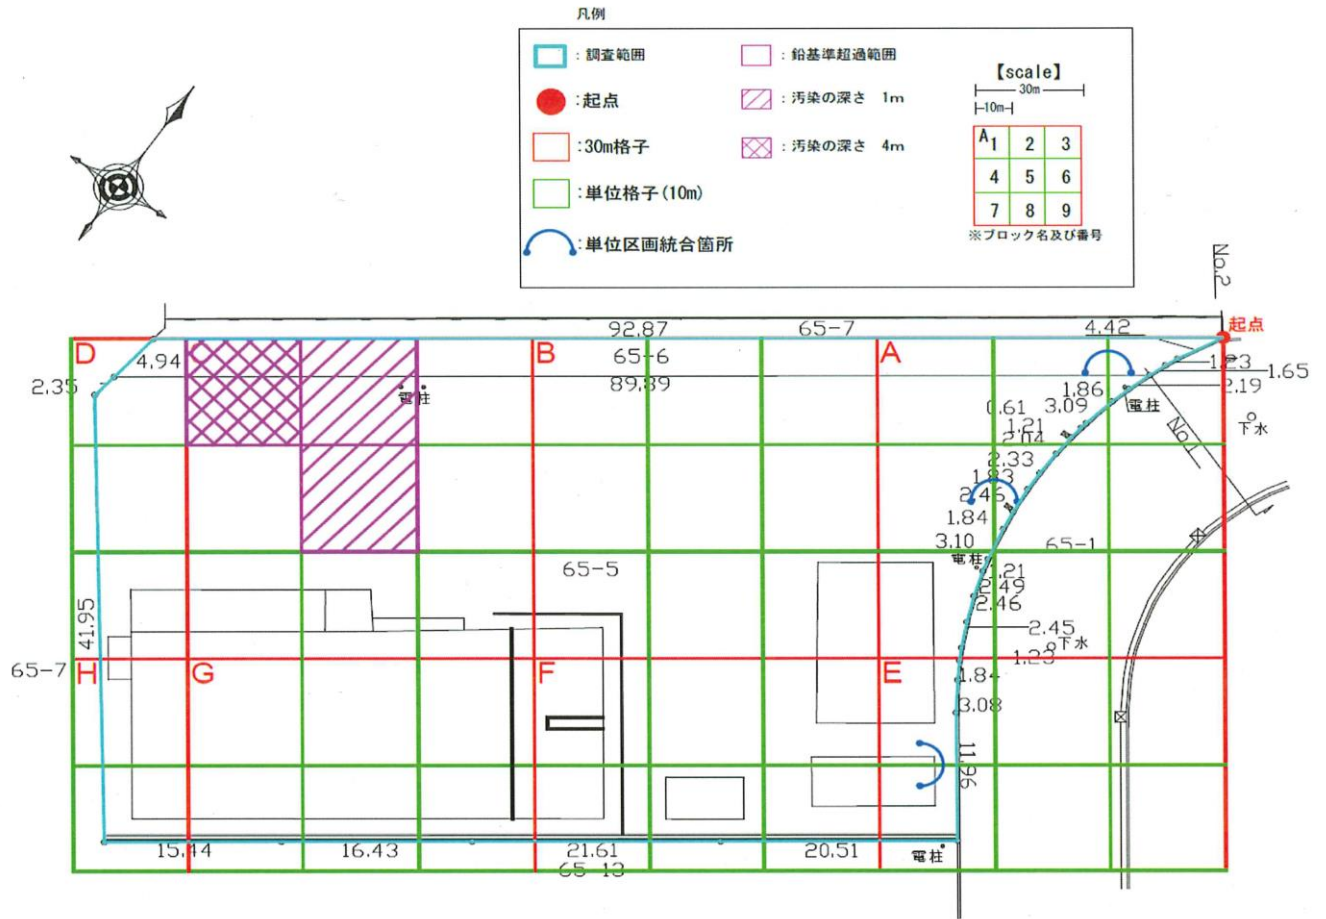 凡例
：調査範囲
：起点
：30m格子
：単位格子(10m)
：単位区画統合箇所
：鉛基準超過範囲
：汚染の深さ 1m
：汚染の深さ 4m
【scale】
30m
10m
A1 2 3
4 5 6
7 8 9
※ブロック名及び番号
No.2
起点
92.87 65-7 4.42
D B A
4.94 65-6 1.23
2.35 89.89 1.86 2.19 1.65
電柱 0.61 3.09 電柱
1.21 下水
2.04 No.1
2.33
1.83
2.46
1.84
3.10 65-1
電柱
65-5 1.21
2.49
2.46
41.95 2.45
下水
1.23
65-7 H G F E
1.84
3.08
11.96
15.44 16.43 21.61 20.51 電柱
65-13